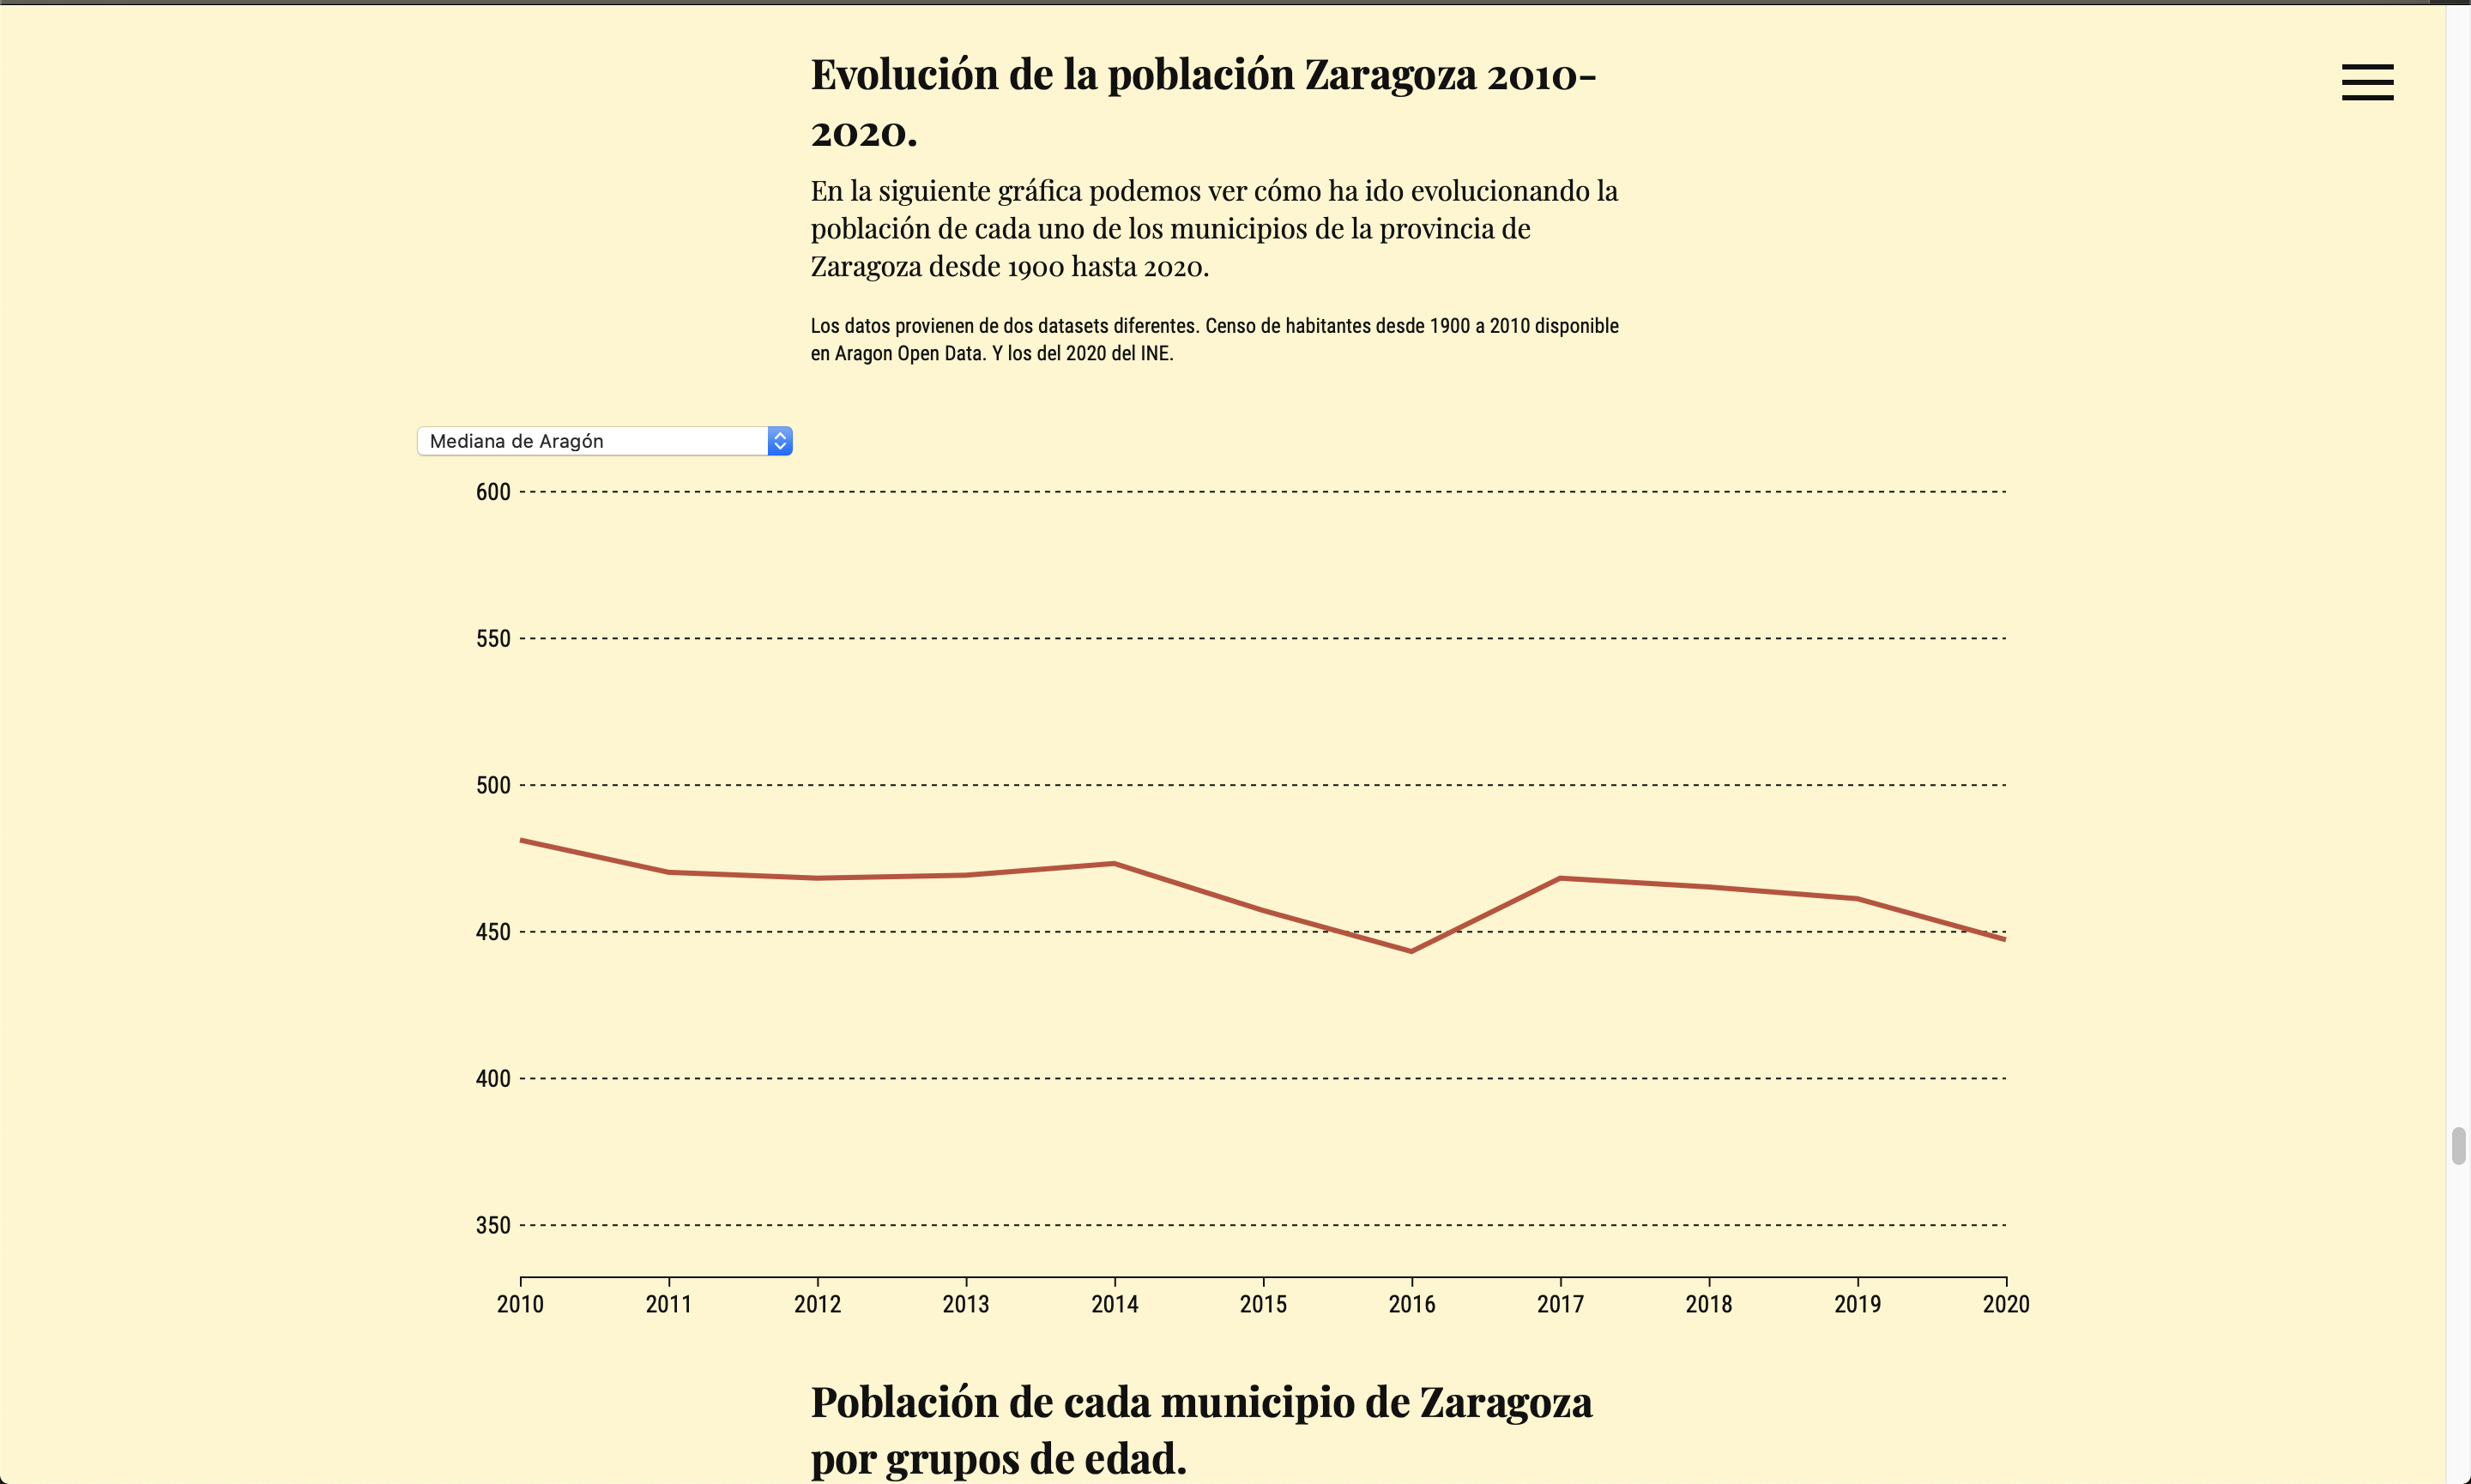 Evolución de la población Zaragoza 2010-
2020.
En la siguiente gráfica podemos ver cómo ha ido evolucionando la
población de cada uno de los municipios de la provincia de
Zaragoza desde 1900 hasta 2020.
Los datos provienen de dos datasets diferentes. Censo de habitantes desde 1900 a 2010 disponible
en Aragon Open Data. Y los del 2020 del INE.
Mediana de Aragón
600
550
500
450
400
350
2010 2011 2012 2013 2014 2015 2016 2017 2018 2019 2020
Población de cada municipio de Zaragoza
por grupos de edad.